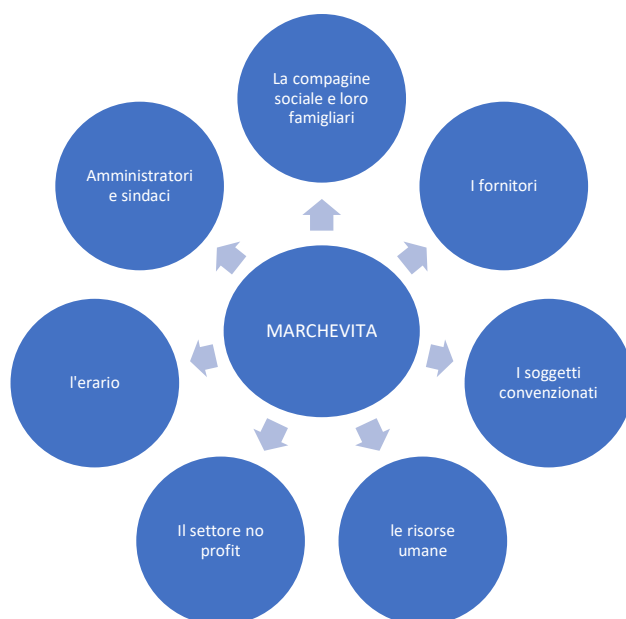 La compagine
sociale e loro
famigliari
Amministratori
e sindaci
I fornitori
MARCHEVITA
l'erario
I soggetti
convenzionati
Il settore no
profit
le risorse
umane